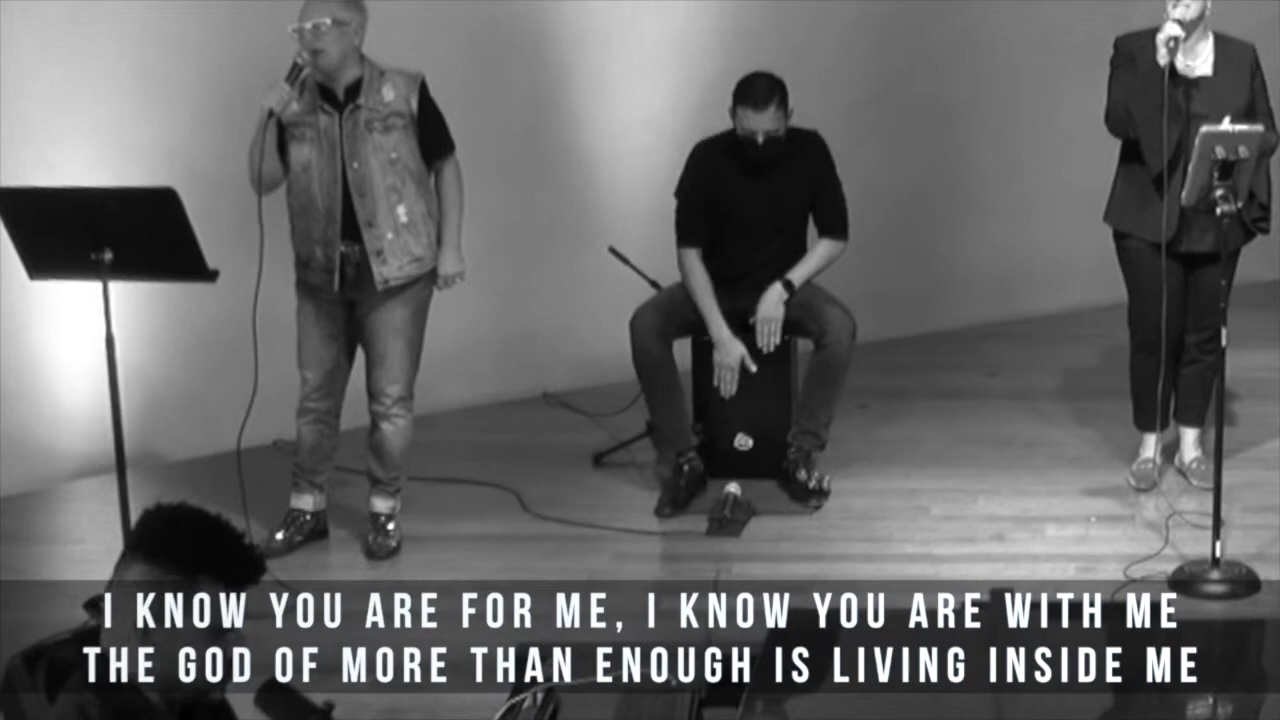 I KNOW YOU ARE FOR ME, I KNOW YOU ARE WITH ME
THE GOD OF MORE THAN ENOUGH IS LIVING INSIDE ME